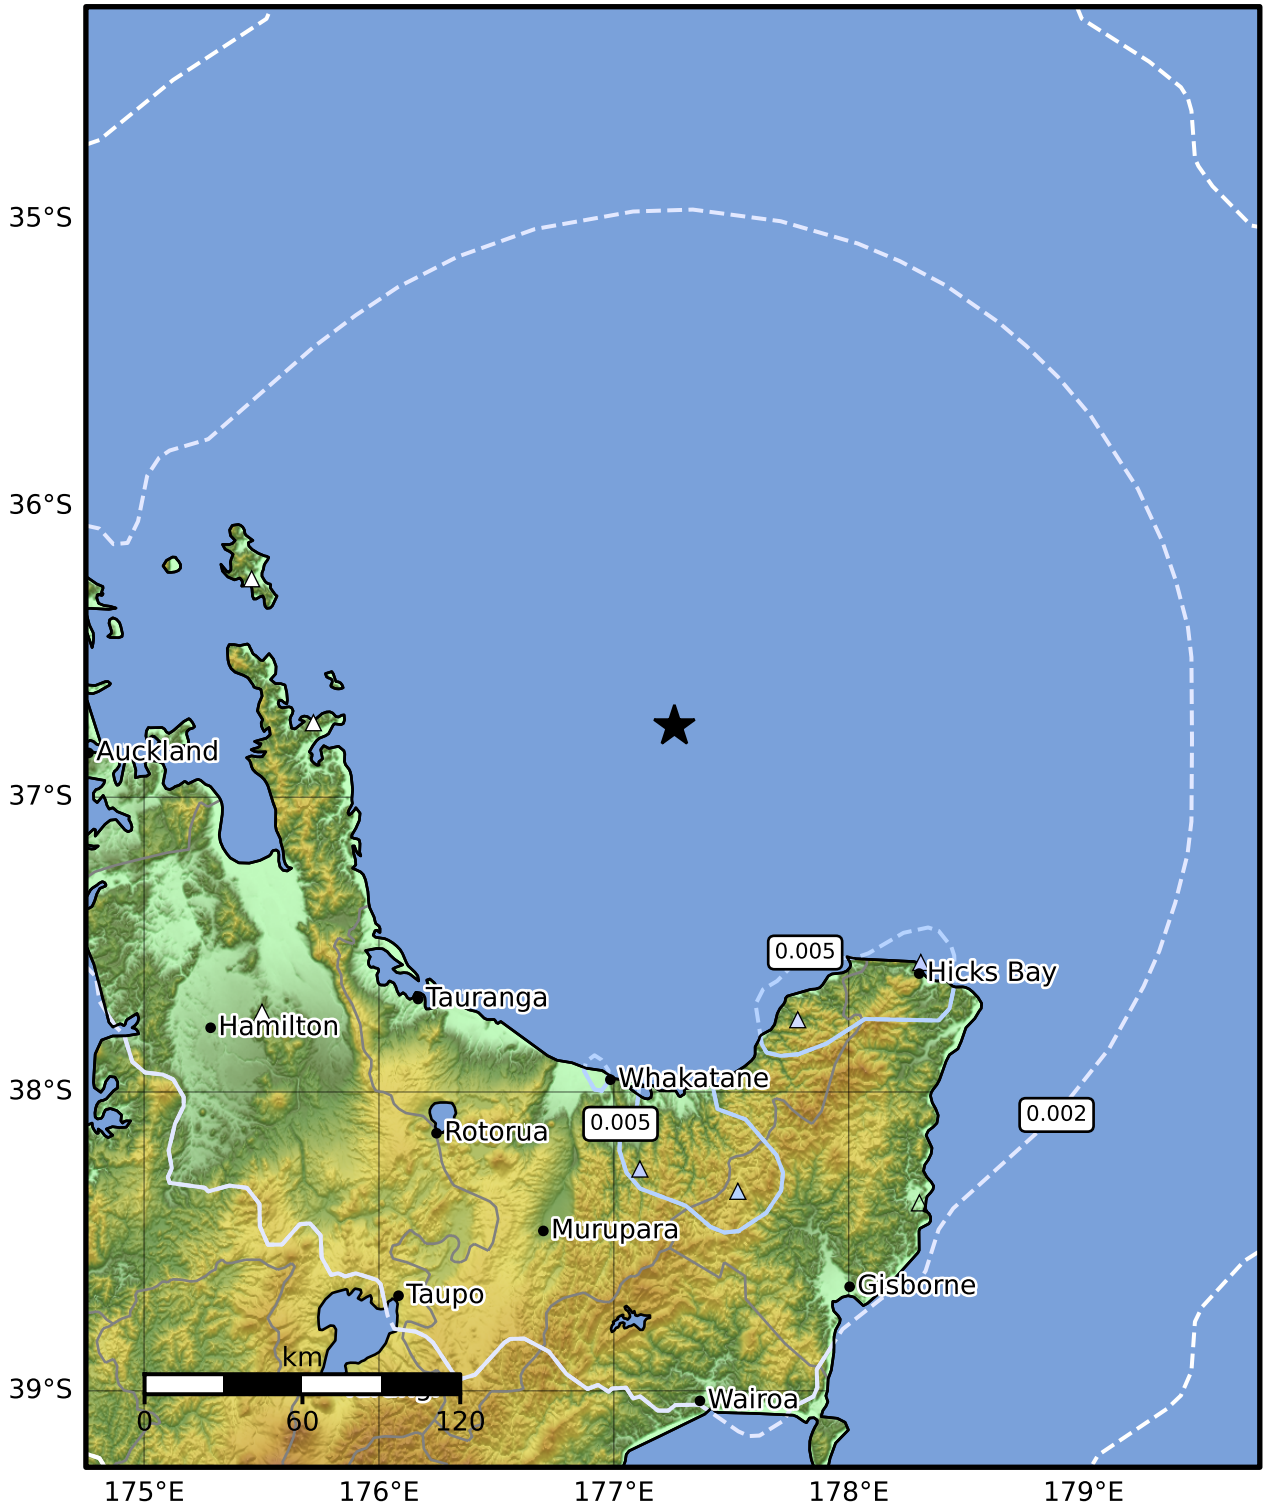 35°S
36°S
Auckland
37°S
0.005
Hicks Bay
Tauranga
Hamilton
Whakatane
38°S
0.002
0.005
Rotorua
Murupara
Gisborne
Taupo
km
39°S
Wairoa
0 60 120
175°E 176°E 177°E 178°E 179°E